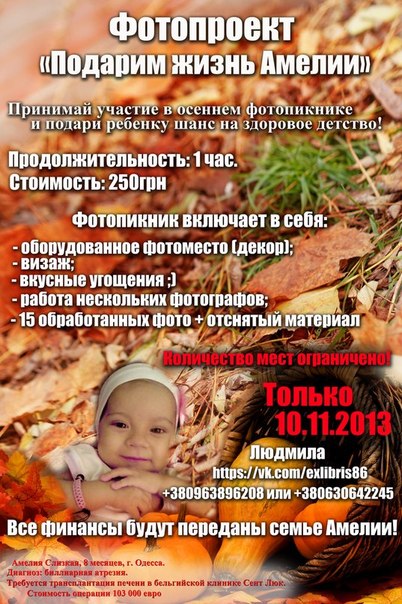 Фотопроект
«Подарим жизнь Амелии»
Принимай участие в осеннем фотопикнике
и подари ребенку шанс на здоровое детство!
Продолжительность: 1 час.
Стоимость: 250грн
Фотопикник включает в себя:
- оборудованное фотоместо (декор);
- визаж;
- вкусные угощения ;)
- работа нескольких фотографов;
- 15 обработанных фото + отснятый материал
Количество мест ограничено!
Только
10,11.2013
Людмила
https://vk.com/exlibris86
+380963896208 или +380630642245
Все финансы будут переданы семье Амелии!
Амелия Слизкая, 8 месяцев, г. Одесса.
Диагноз: биллиарная атрезия.
Требуется трансплантация печени в бельгийской клинике Сент Люк.
Стоимость операции 103 000 евро